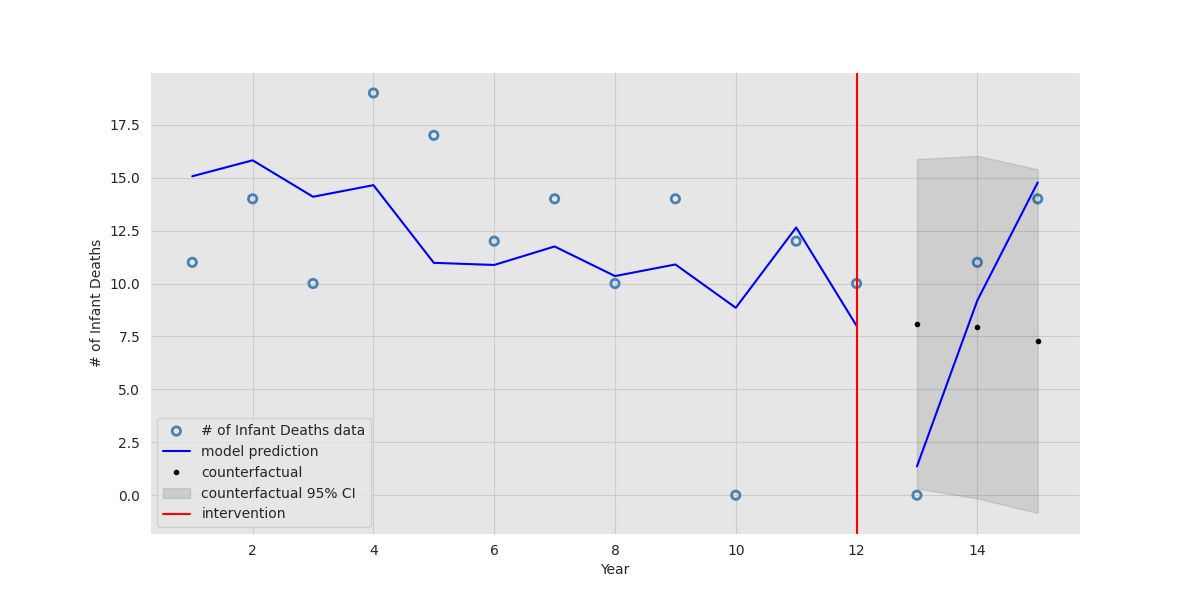 # of Infant Deaths
17.5
15.0
12.5
10.0
7.5
5.0
2.5
0.0
# of Infant Deaths data
model prediction
counterfactual
counterfactual 95% CI
intervention
2 4 6 8 10 12 14
Year